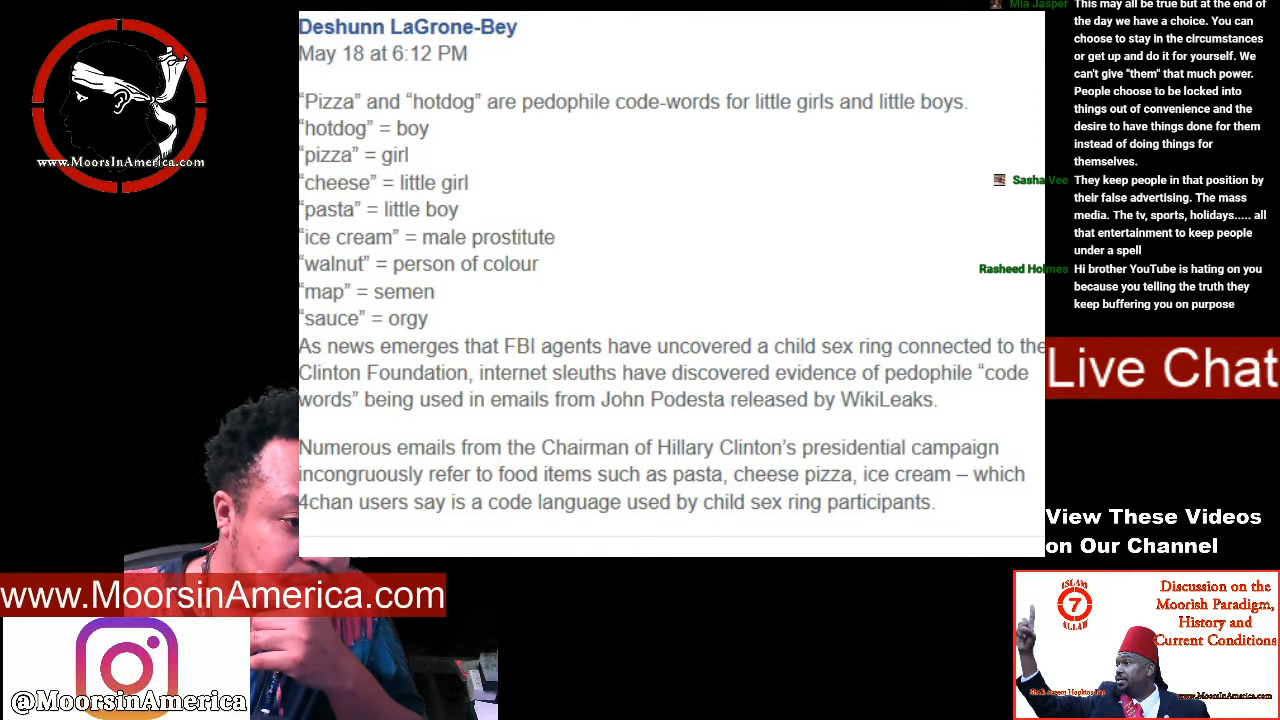 www.MoorsInAmerica.com
Deshunn LaGrone-Bey
May 18 at 6:12 PM
“Pizza” and “hotdog” are pedophile code-words for little girls and little boys.
“hotdog” = boy
“pizza” = girl
“cheese” = little girl
“pasta” = little boy
“ice cream” = male prostitute
“walnut” = person of colour
“map” = semen
“sauce” = orgy
As news emerges that FBI agents have uncovered a child sex ring connected to the
Clinton Foundation, internet sleuths have discovered evidence of pedophile “code
words” being used in emails from John Podesta released by WikiLeaks.
Numerous emails from the Chairman of Hillary Clinton’s presidential campaign
incongruously refer to food items such as pasta, cheese pizza, ice cream – which
4chan users say is a code language used by child sex ring participants.
Mia Jasper
This may all be true but at the end of
the day we have a choice. You can
choose to stay in the circumstances
or get up and do it for yourself. We
can't give "them" that much power.
People choose to be locked into
things out of convenience and the
desire to have things done for them
instead of doing things for
themselves.
Sasha Vee
They keep people in that position by
their false advertising. The mass
media. The tv, sports, holidays..... all
that entertainment to keep people
under a spell
Rasheed Holmes
Hi brother YouTube is hating on you
because you telling the truth they
keep buffering you on purpose
Live Chat
View These Videos
on Our Channel
www.MoorsinAmerica.com
@MoorsinAmerica
ISLAM
7
ALLAH
Discussion on the
Moorish Paradigm,
History and
Current Conditions
www.MoorsInAmerica.com